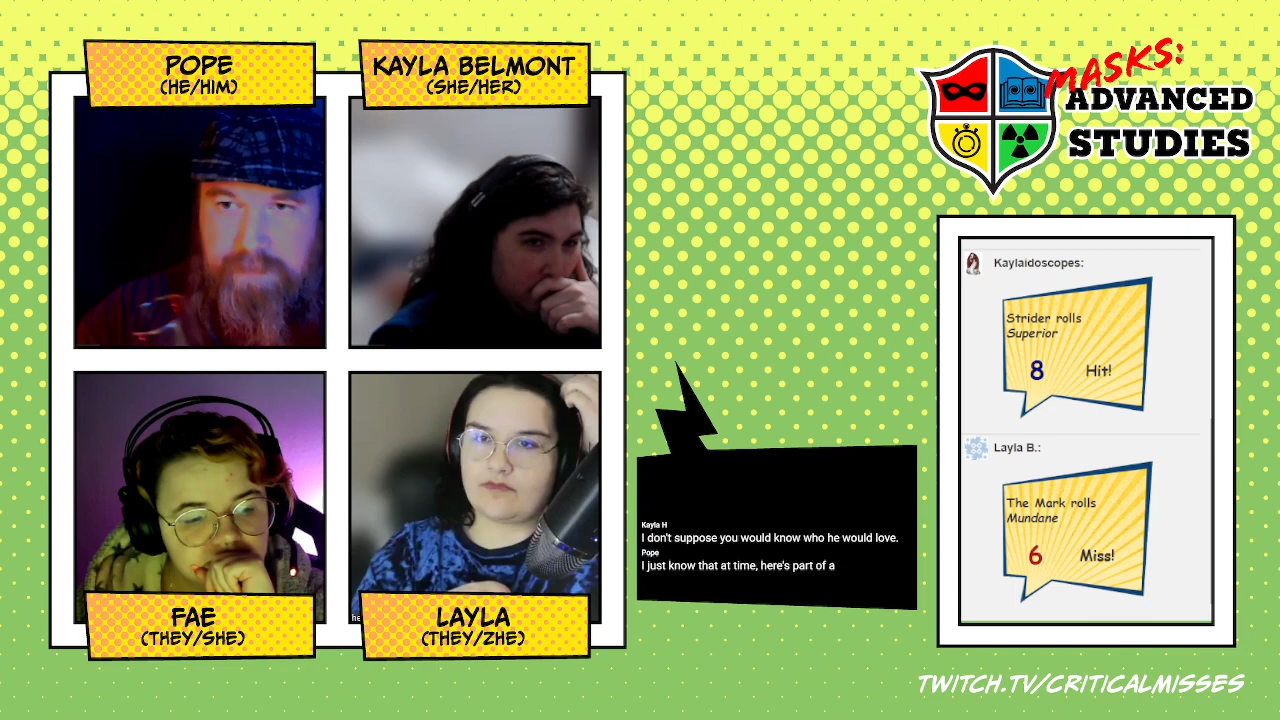 POPE
(HE/HIM)
KAYLA BELMONT
(SHE/HER)
FAE
(THEY/SHE)
LAYLA
(THEY/ZHE)
he
Kayla H
I don't suppose you would know who he would love.
Pope
I just know that at time, here's part of a
MASKS:
ADVANCED
STUDIES
Kaylaidoscopes:
Strider rolls
Superior
8 Hit!
Layla B.:
The Mark rolls
Mundane
6 Miss!
TWITCH.TV/CRITICALMISSES